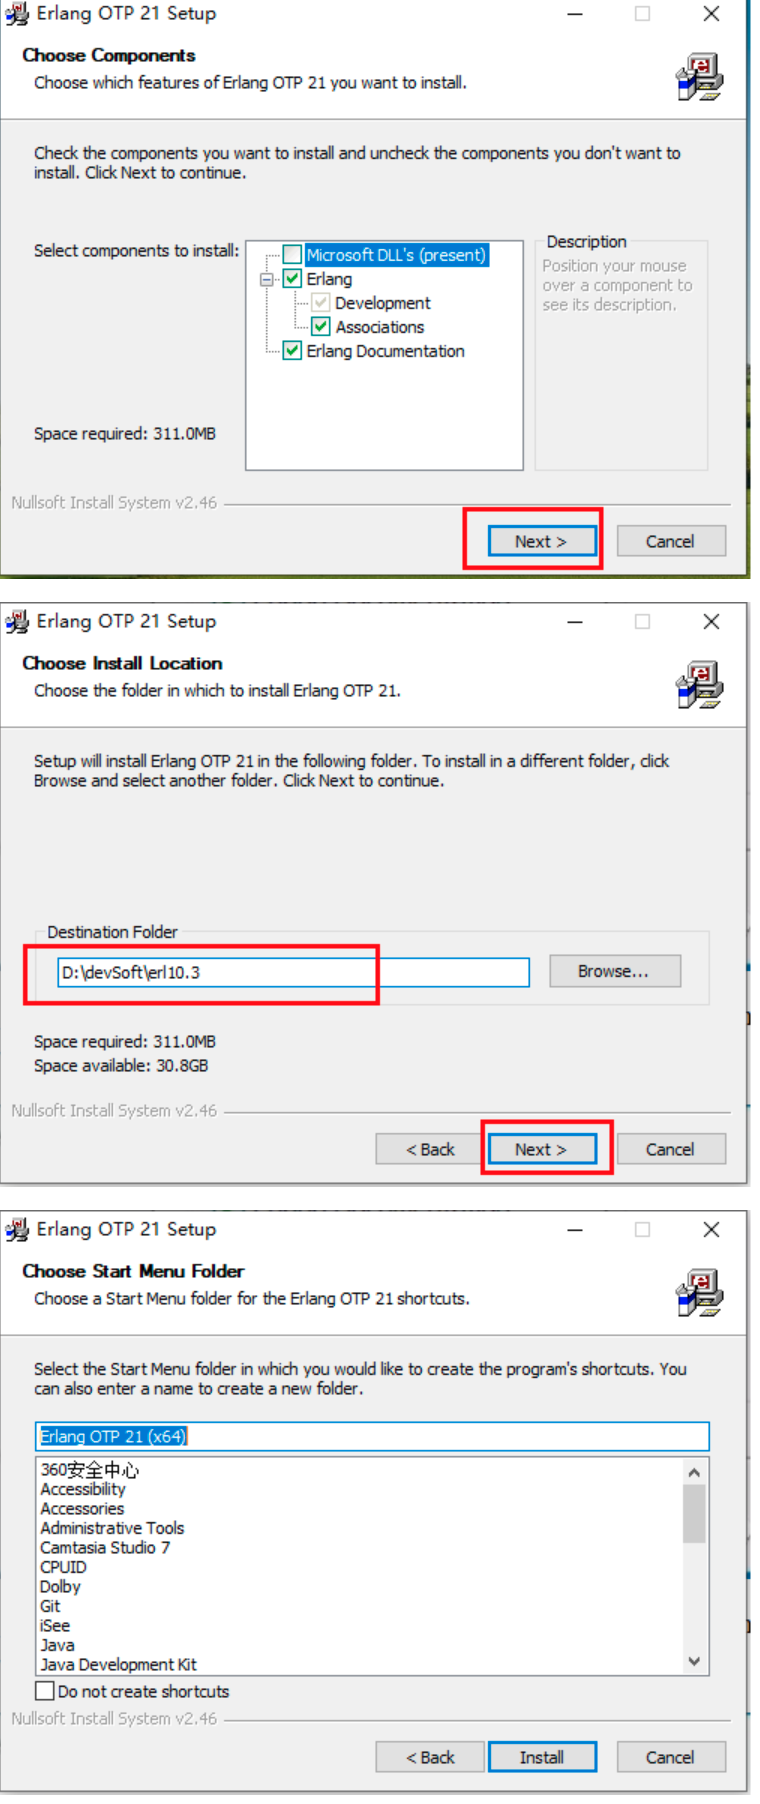 Erlang OTP 21 Setup
Choose Components
Choose which features of Erlang OTP 21 you want to install.
Check the components you want to install and uncheck the components you don't want to
install. Click Next to continue.
Select components to install:
Microsoft DLL's (present)
Erlang
Development
Associations
Erlang Documentation
Description
Position your mouse
over a component to
see its description.
Space required: 311.0MB
Nullsoft Install System v2.46
Next >
Cancel
Erlang OTP 21 Setup
Choose Install Location
Choose the folder in which to install Erlang OTP 21.
Setup will install Erlang OTP 21 in the following folder. To install in a different folder, click
Browse and select another folder. Click Next to continue.
Destination Folder
D:\devSoft\erl10.3
Browse...
Space required: 311.0MB
Space available: 30.8GB
Nullsoft Install System v2.46
< Back
Next >
Cancel
Erlang OTP 21 Setup
Choose Start Menu Folder
Choose a Start Menu folder for the Erlang OTP 21 shortcuts.
Select the Start Menu folder in which you would like to create the program's shortcuts. You
can also enter a name to create a new folder.
Erlang OTP 21 (x64)
360安全中心
Accessibility
Accessories
Administrative Tools
Camtasia Studio 7
CPUID
Dolby
Git
iSee
Java
Java Development Kit
Do not create shortcuts
Nullsoft Install System v2.46
< Back
Install
Cancel